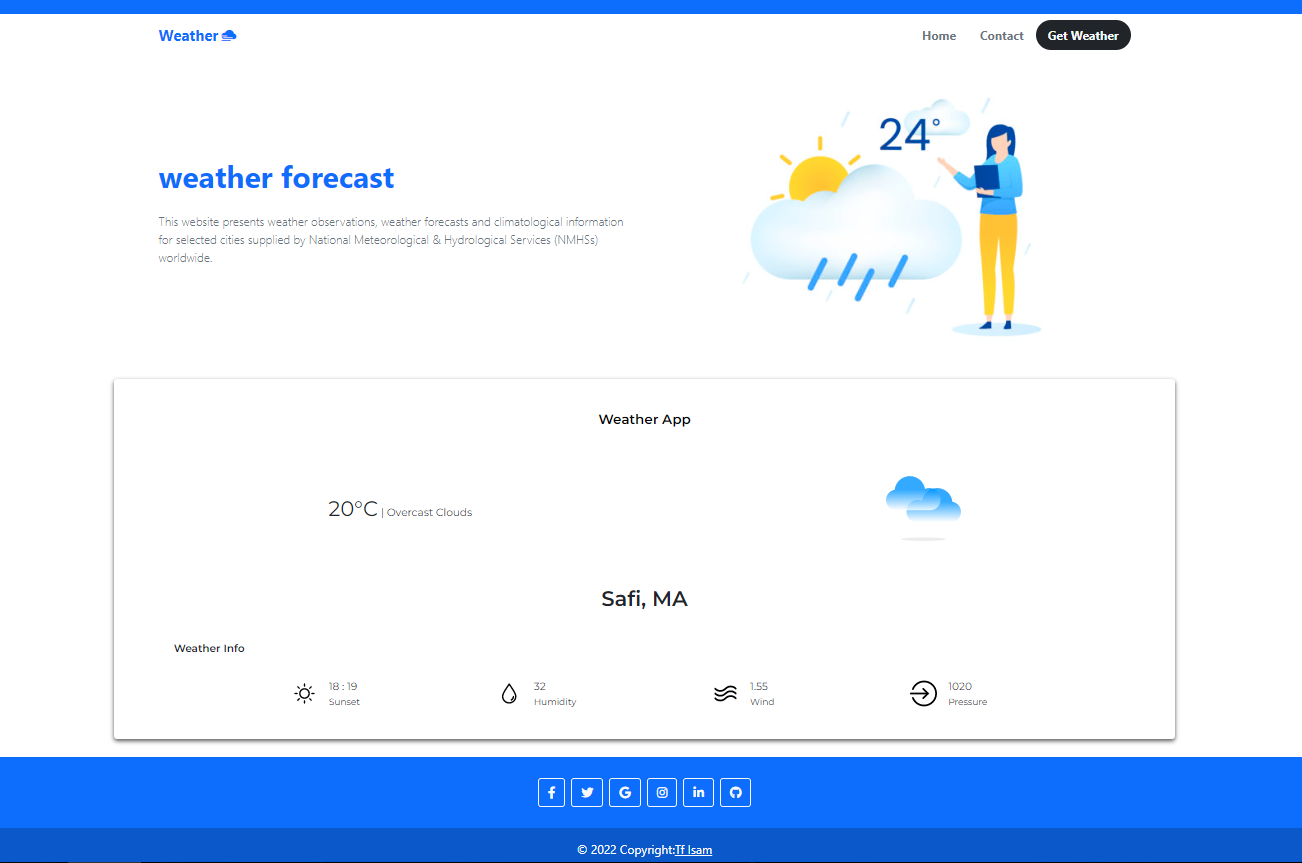 Weather
Home
Contact
Get Weather
24°
weather forecast
This website presents weather observations, weather forecasts and climatological information
for selected cities supplied by National Meteorological & Hydrological Services (NMHSs)
worldwide.
Weather App
20°C | Overcast Clouds
Safi, MA
Weather Info
18 : 19
Sunset
32
Humidity
1.55
Wind
1020
Pressure
© 2022 Copyright:Tf Isam